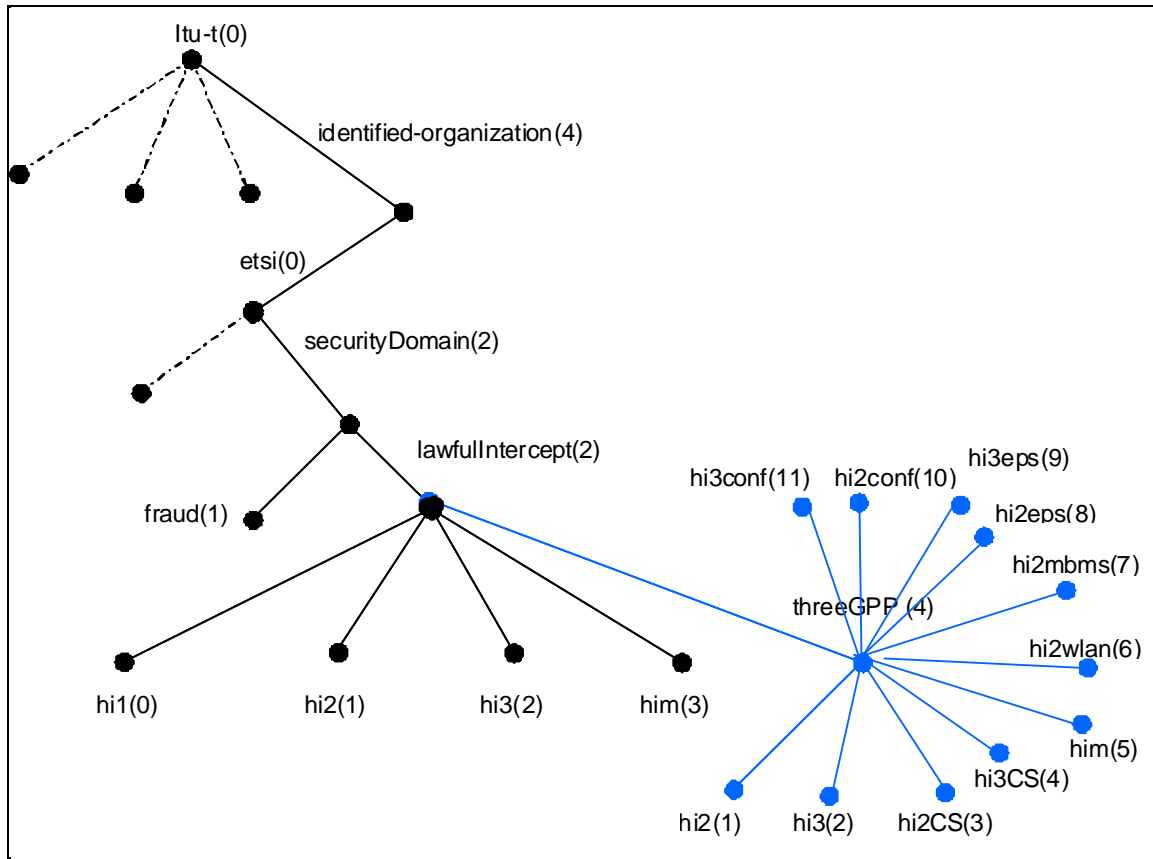 Itu-t(0)
identified-organization(4)
etsi(0)
securityDomain(2)
lawfulIntercept(2)
fraud(1)
hi3conf(11)
hi2conf(10)
hi3eps(9)
hi2eps(8)
hi2mbms(7)
threeGPP (4)
hi2wlan(6)
hi1(0)
hi2(1)
hi3(2)
him(3)
him(5)
hi3CS(4)
hi2(1)
hi3(2)
hi2CS(3)